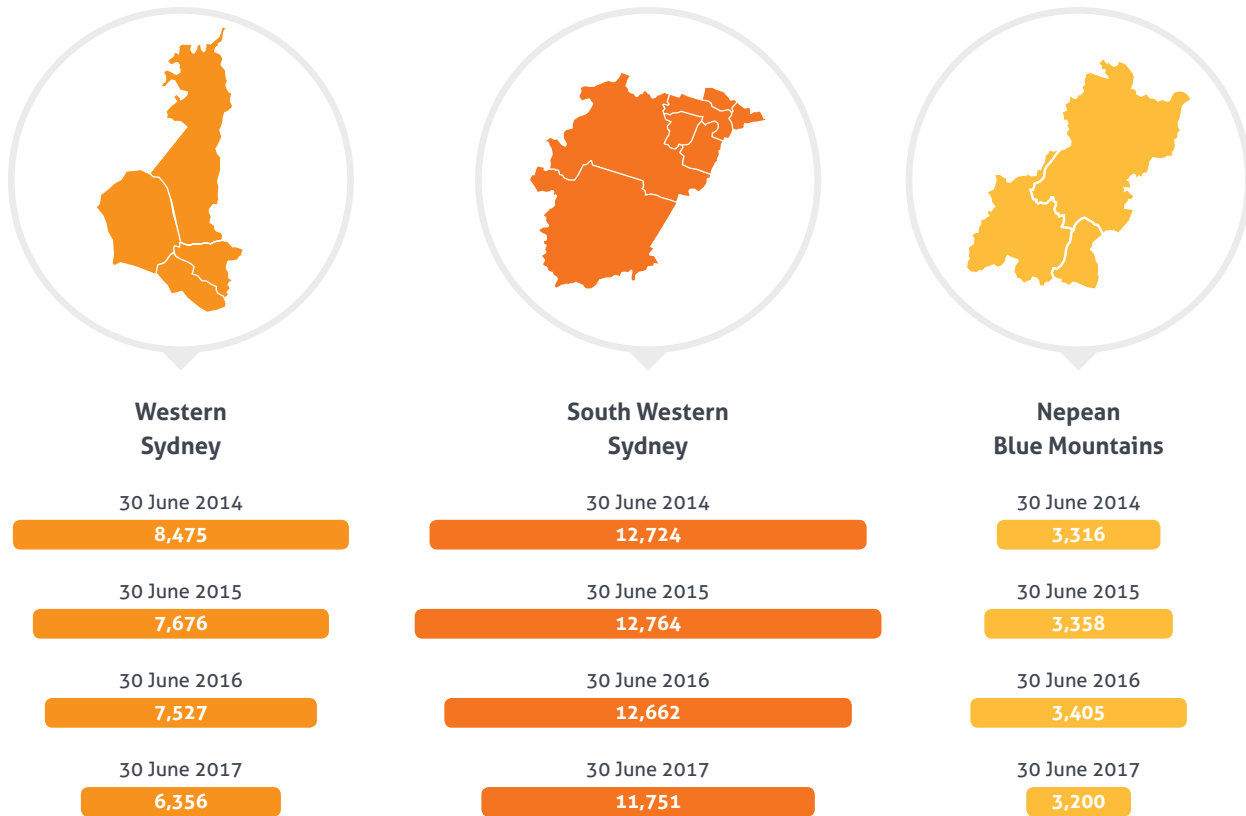 Western
Sydney
30 June 2014
8,475
30 June 2015
7,676
30 June 2016
7,527
30 June 2017
6,356
South Western
Sydney
30 June 2014
12,724
30 June 2015
12,764
30 June 2016
12,662
30 June 2017
11,751
Nepean
Blue Mountains
30 June 2014
3,316
30 June 2015
3,358
30 June 2016
3,405
30 June 2017
3,200